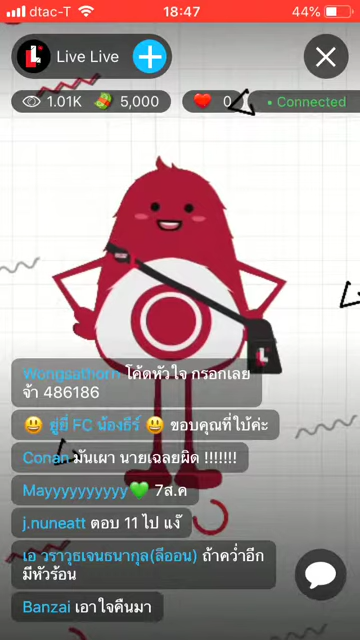 dtac-T
18:47
44%
Live Live
1.01K
5,000
0
• Connected
Wongsathorn โค้ดหัวใจ กรอกเลย
จ้า 486186
😃 ยู่ยี่ FC น้องธีร์ 😃 ขอบคุณที่ใบ้ค่ะ
Conan มันเผา นายเฉลยผิด !!!!!!!
Mayyyyyyyyyy💚 7ส.ค
j.nuneatt ตอบ 11 ไป แง๊
เอ วราวุธเจนธนากุล(ลีออน) ถ้าคว่ำอีก
มีหัวร้อน
Banzai เอาใจคืนมา